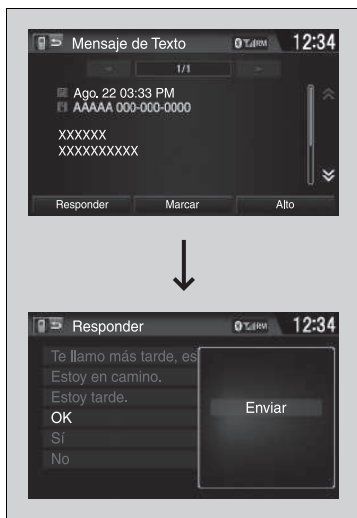 Mensaje de Texto
RM 12:34
1/1
Ago. 22 03:33 PM
AAAAA 000-000-0000
XXXXXX
XXXXXXXXXX
Responder Marcar Alto
Responder
RM 12:34
Te llamo más tarde, es
Estoy en camino.
Estoy tarde.
OK
Enviar
Sí
No